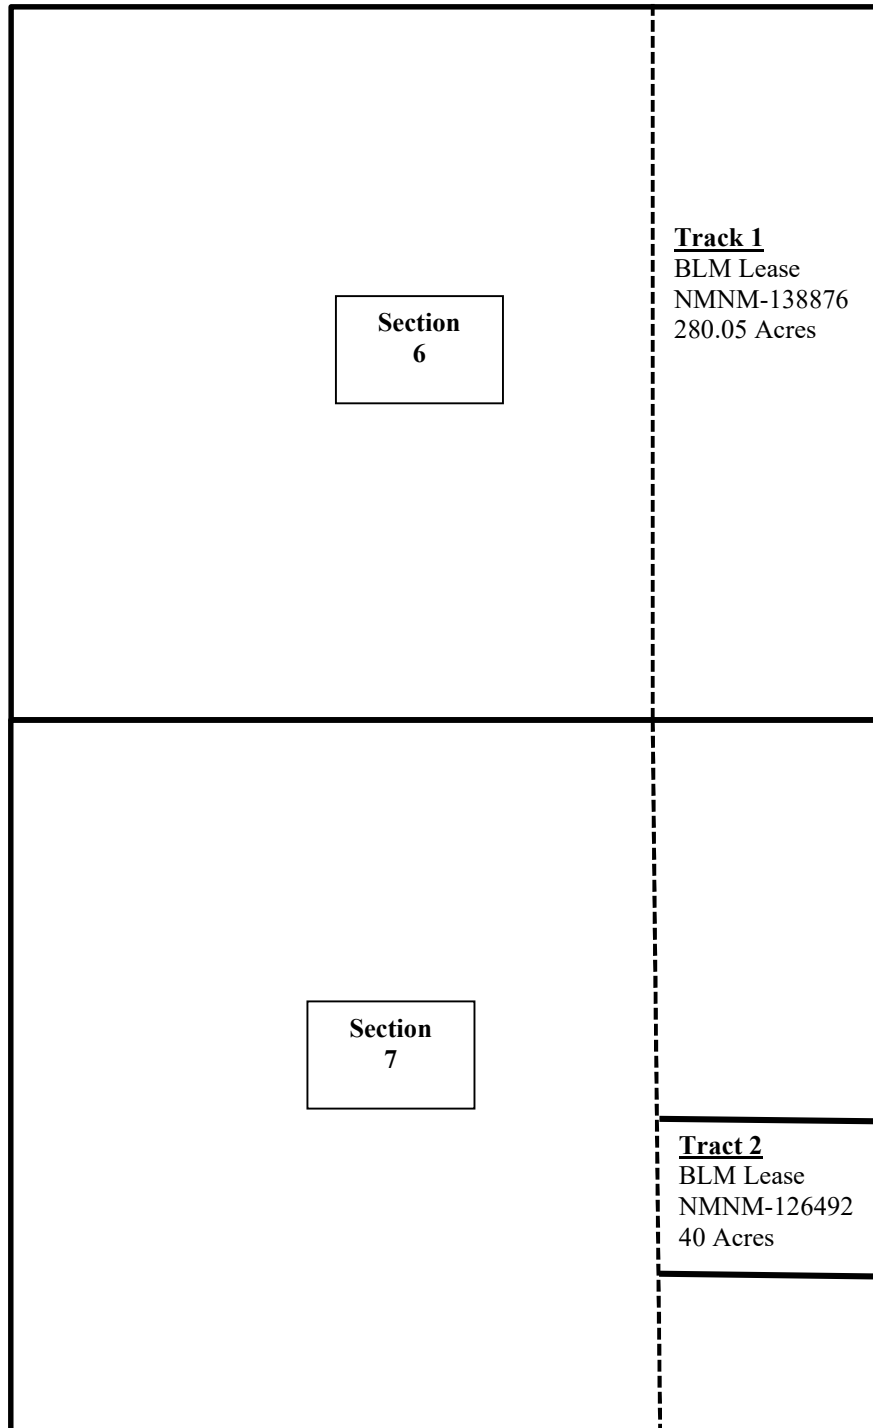 Track 1
BLM Lease
NMNM-138876
280.05 Acres
Section
6
Section
7
Tract 2
BLM Lease
NMNM-126492
40 Acres